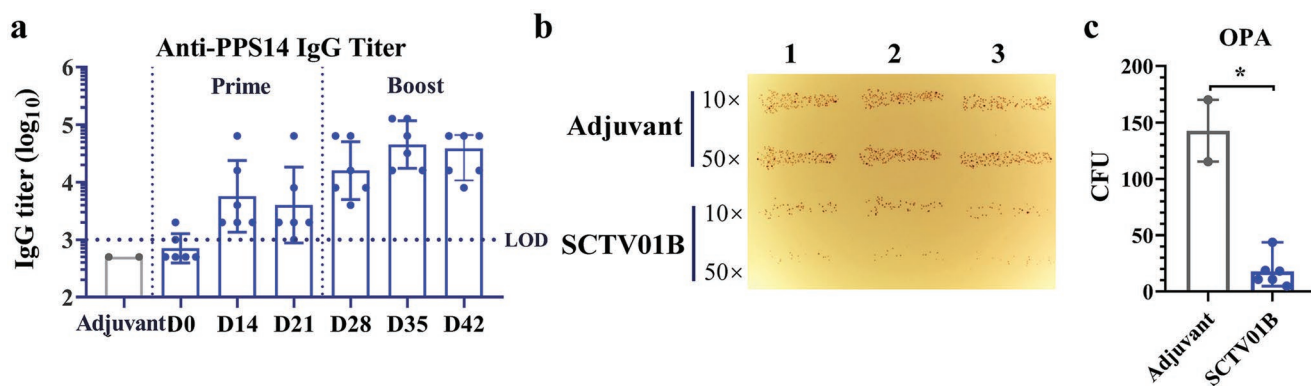 a
Anti-PPS14 IgG Titer
IgG titer (log10)
6
5
4
3
2
Prime
Boost
LOD
Adjuvant
D0
D14
D21
D28
D35
D42
b
1
2
3
Adjuvant
10×
50×
SCTV01B
10×
50×
c
OPA
CFU
200
150
100
50
0
*
Adjuvant
SCTV01B